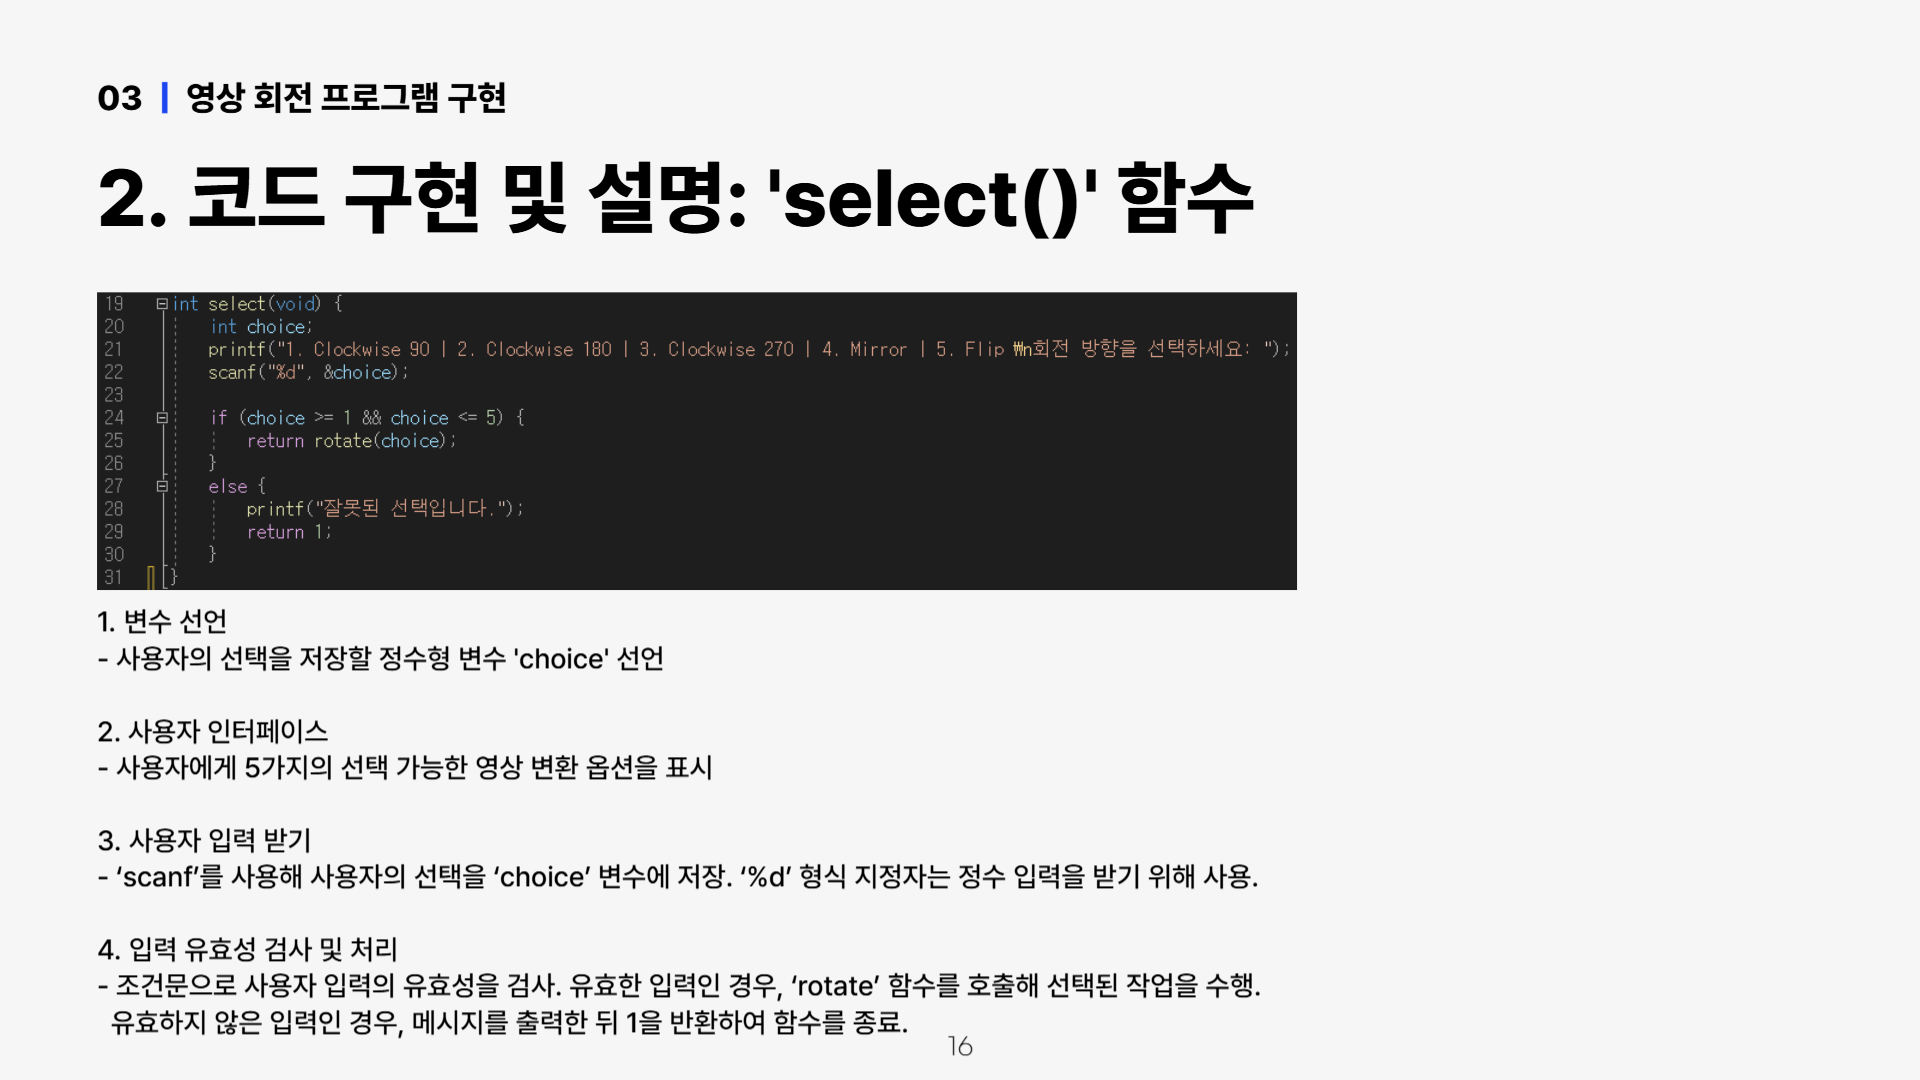 03 | 영상 회전 프로그램 구현
2. 코드 구현 및 설명: 'select()' 함수
19 int select(void) {
20 int choice;
21 printf("1. Clockwise 90 | 2. Clockwise 180 | 3. Clockwise 270 | 4. Mirror | 5. Flip ₩n회전 방향을 선택하세요: ");
22 scanf("%d", &choice);
23
24 if (choice >= 1 && choice <= 5) {
25 return rotate(choice);
26 }
27 else {
28 printf("잘못된 선택입니다.");
29 return 1;
30 }
31 }
1. 변수 선언
- 사용자의 선택을 저장할 정수형 변수 'choice' 선언
2. 사용자 인터페이스
- 사용자에게 5가지의 선택 가능한 영상 변환 옵션을 표시
3. 사용자 입력 받기
- ‘scanf’를 사용해 사용자의 선택을 ‘choice’ 변수에 저장. ‘%d’ 형식 지정자는 정수 입력을 받기 위해 사용.
4. 입력 유효성 검사 및 처리
- 조건문으로 사용자 입력의 유효성을 검사. 유효한 입력인 경우, ‘rotate’ 함수를 호출해 선택된 작업을 수행.
유효하지 않은 입력인 경우, 메시지를 출력한 뒤 1을 반환하여 함수를 종료.
16